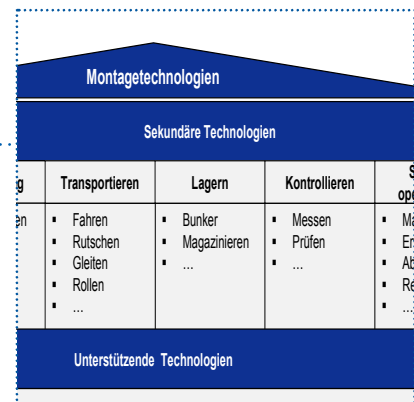 Montagetechnologien
Sekundäre Technologien
Transportieren
Lagern
Kontrollieren
Fahren
Rutschen
Gleiten
Rollen
...
Bunker
Magazinieren
...
Messen
Prüfen
...
Unterstützende Technologien